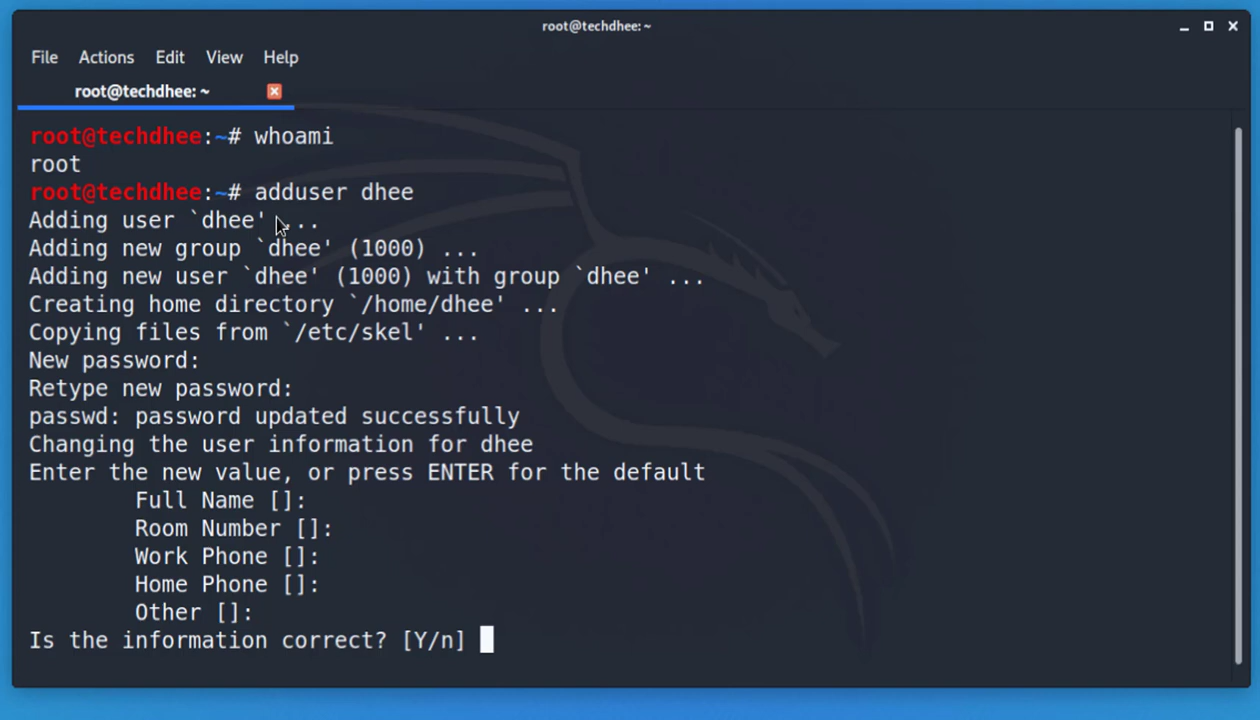 root@techdhee: ~
File Actions Edit View Help
root@techdhee: ~
root@techdhee:~# whoami
root
root@techdhee:~# adduser dhee
Adding user `dhee' ...
Adding new group `dhee' (1000) ...
Adding new user `dhee' (1000) with group `dhee' ...
Creating home directory `/home/dhee' ...
Copying files from `/etc/skel' ...
New password:
Retype new password:
passwd: password updated successfully
Changing the user information for dhee
Enter the new value, or press ENTER for the default
Full Name []:
Room Number []:
Work Phone []:
Home Phone []:
Other []:
Is the information correct? [Y/n]